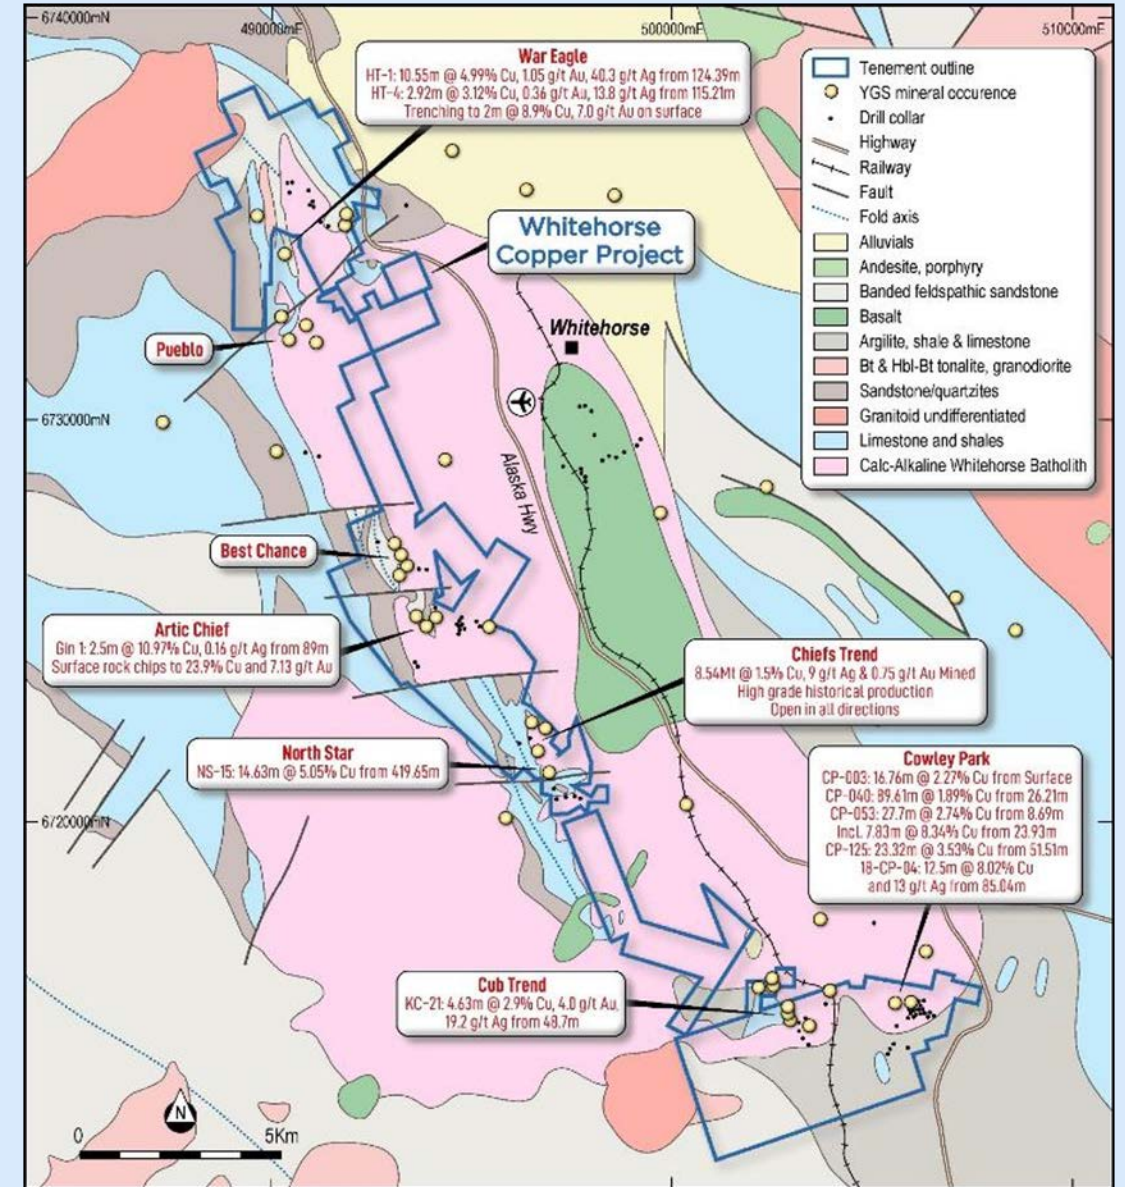 6740000mN
490000mE
500000mE
510000mE
War Eagle
HT-1: 10.55m @ 4.99% Cu, 1.05 g/t Au, 40.3 g/t Ag from 124.39m
HT-4: 2.92m @ 3.12% Cu, 0.36 g/t Au, 13.8 g/t Ag from 115.21m
Trenching to 2m @ 8.9% Cu, 7.0 g/t Au on surface
Tenement outline
YGS mineral occurence
Drill collar
Highway
Railway
Fault
Fold axis
Alluvials
Andesite, porphyry
Banded feldspathic sandstone
Basalt
Argilite, shale & limestone
Bt & Hbl-Bt tonalite, granodiorite
Sandstone/quartzites
Granitoid undifferentiated
Limestone and shales
Calc-Alkaline Whitehorse Batholith
Whitehorse
Copper Project
Whitehorse
Pueblo
6730000mN
Alaska Hwy
Best Chance
Artic Chief
Gin 1: 2.5m @ 10.97% Cu, 0.16 g/t Ag from 89m
Surface rock chips to 23.9% Cu and 7.13 g/t Au
Chiefs Trend
8.54Mt @ 1.5% Cu, 9 g/t Ag & 0.75 g/t Au Mined
High grade historical production
Open in all directions
North Star
NS-15: 14.63m @ 5.05% Cu from 419.65m
Cowley Park
CP-003: 16.76m @ 2.27% Cu from Surface
CP-040: 89.61m @ 1.89% Cu from 26.21m
CP-053: 27.7m @ 2.74% Cu from 8.69m
Incl. 7.83m @ 8.34% Cu from 23.93m
CP-125: 23.32m @ 3.53% Cu from 51.51m
18-CP-04: 12.5m @ 8.02% Cu
and 13 g/t Ag from 85.04m
6720000mN
Cub Trend
KC-21: 4.63m @ 2.9% Cu, 4.0 g/t Au,
19.2 g/t Ag from 48.7m
N
0 5Km